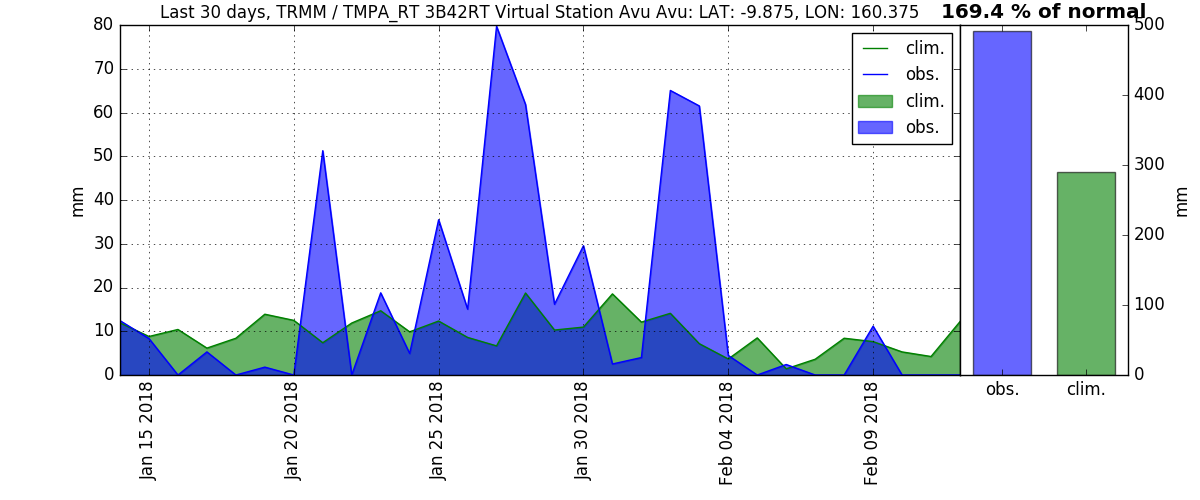 Last 30 days, TRMM / TMPA_RT 3B42RT Virtual Station Avu Avu: LAT: -9.875, LON: 160.375
169.4 % of normal
80
70
60
50
40
30
20
10
0
mm
clim.
obs.
clim.
obs.
500
400
300
200
100
0
mm
Jan 15 2018
Jan 20 2018
Jan 25 2018
Jan 30 2018
Feb 04 2018
Feb 09 2018
obs.
clim.